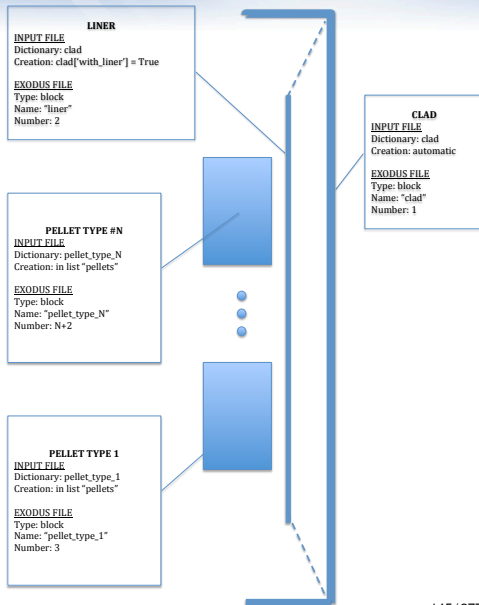 LINER
INPUT FILE
Dictionary: clad
Creation: clad['with_liner'] = True
EXODUS FILE
Type: block
Name: "liner"
Number: 2
CLAD
INPUT FILE
Dictionary: clad
Creation: automatic
EXODUS FILE
Type: block
Name: "clad"
Number: 1
PELLET TYPE #N
INPUT FILE
Dictionary: pellet_type_N
Creation: in list "pellets"
EXODUS FILE
Type: block
Name: "pellet_type_N"
Number: N+2
PELLET TYPE 1
INPUT FILE
Dictionary: pellet_type_1
Creation: in list "pellets"
EXODUS FILE
Type: block
Name: "pellet_type_1"
Number: 3